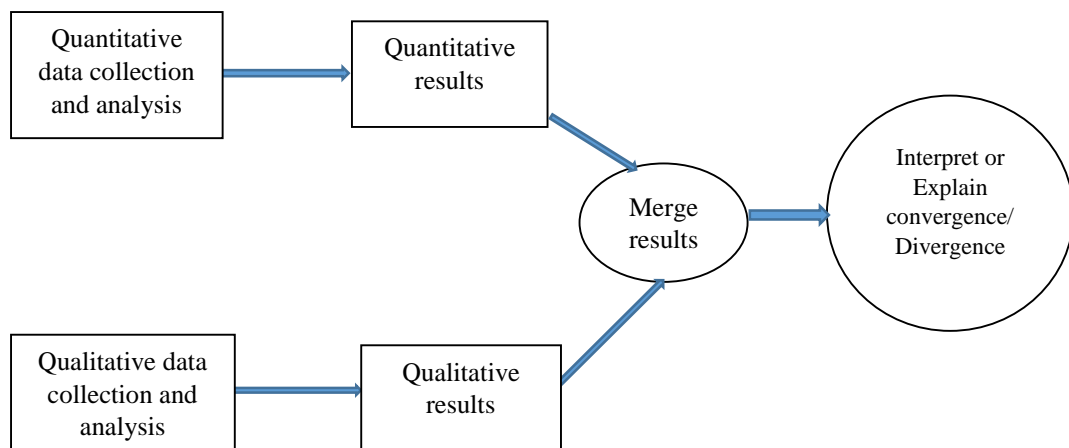 Quantitative
data collection
and analysis
Quantitative
results
Merge
results
Interpret or
Explain
convergence/
Divergence
Qualitative data
collection and
analysis
Qualitative
results